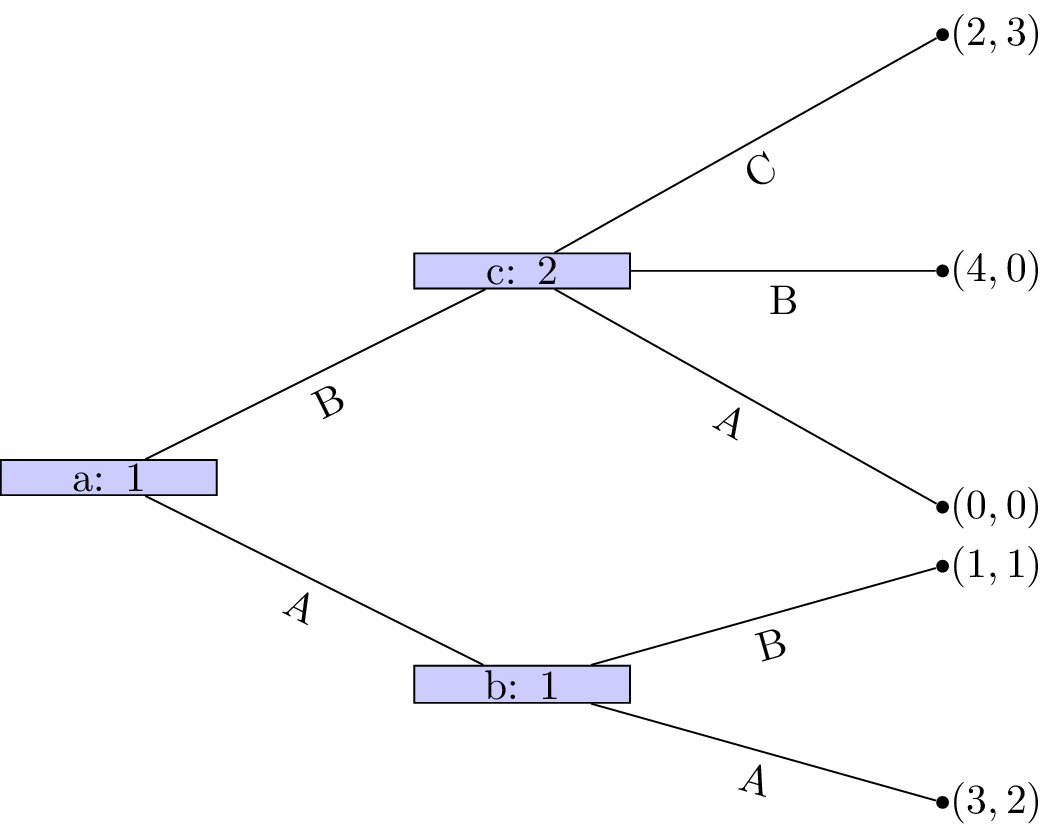 (2, 3)
C
c: 2
(4, 0)
B
B
A
a: 1
(0, 0)
(1, 1)
A
B
b: 1
A
(3, 2)